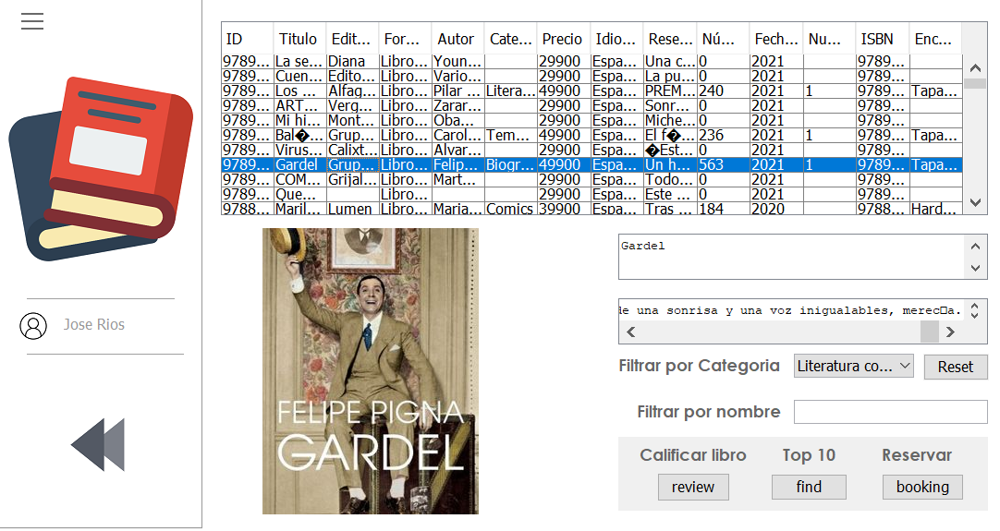 ID Titulo Edit... For... Autor Cate... Precio Idio... Rese... Nú... Fech... Nu... ISBN Enc...
9789... La se... Diana Libro... Youn... 29900 Espa... Una c... 0 2021 9789...
9789... Cuen... Edito... Libro... Vario... 29900 Espa... La pu... 0 2021 9789...
9789... Los ... Alfag... Libro... Pilar ... Litera... 49900 Espa... PREM... 240 2021 1 9789... Tapa...
9789... ART... Verg... Libro... Zarar... 29900 Espa... Sonr... 0 2021 9789...
9789... Mi hi... Mont... Libro... Oba... 29900 Espa... Miche... 0 2021 9789...
9789... Bal�... Grup... Libro... Carol... Tem... 49900 Espa... El f�... 236 2021 1 9789... Tapa...
9789... Virus... Calixt... Libro... Alvar... 29900 Espa... �Est... 0 2021 9789...
9789... Gardel Grup... Libro... Felip... Biogr... 49900 Espa... Un h... 563 2021 1 9789... Tapa...
9789... COM... Grijal... Libro... Mart... 29900 Espa... Todo... 0 2021 9789...
9789... Que... Libro... 29900 Espa... Este ... 0 2021 9789...
9788... Maril... Lumen Libro... Maria... Comics 39900 Espa... Tras ... 184 2020 9788... Hard...
Jose Rios
FELIPE PIGNA
GARDEL
Gardel
de una sonrisa y una voz inigualables, merec□a.
Filtrar por Categoria Literatura co... Reset
Filtrar por nombre
Calificar libro Top 10 Reservar
review find booking